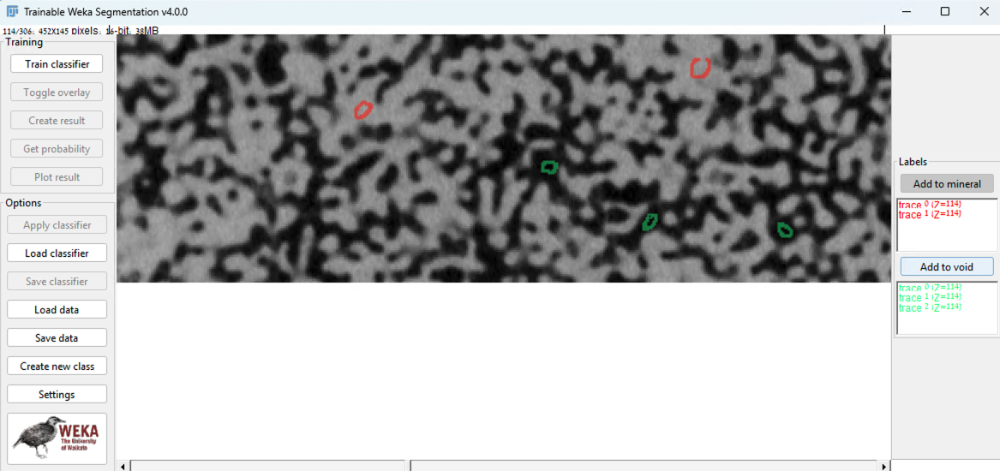 Trainable Weka Segmentation v4.0.0
114/306; 452x145 pixels; 16-bit; 38MB
Training
Train classifier
Toggle overlay
Create result
Get probability
Plot result
Options
Apply classifier
Load classifier
Save classifier
Load data
Save data
Create new class
Settings
WEKA
The University
of Waikato
Labels
Add to mineral
trace 0 (Z=114)
trace 1 (Z=114)
Add to void
trace 0 (Z=114)
trace 1 (Z=114)
trace 2 (Z=114)